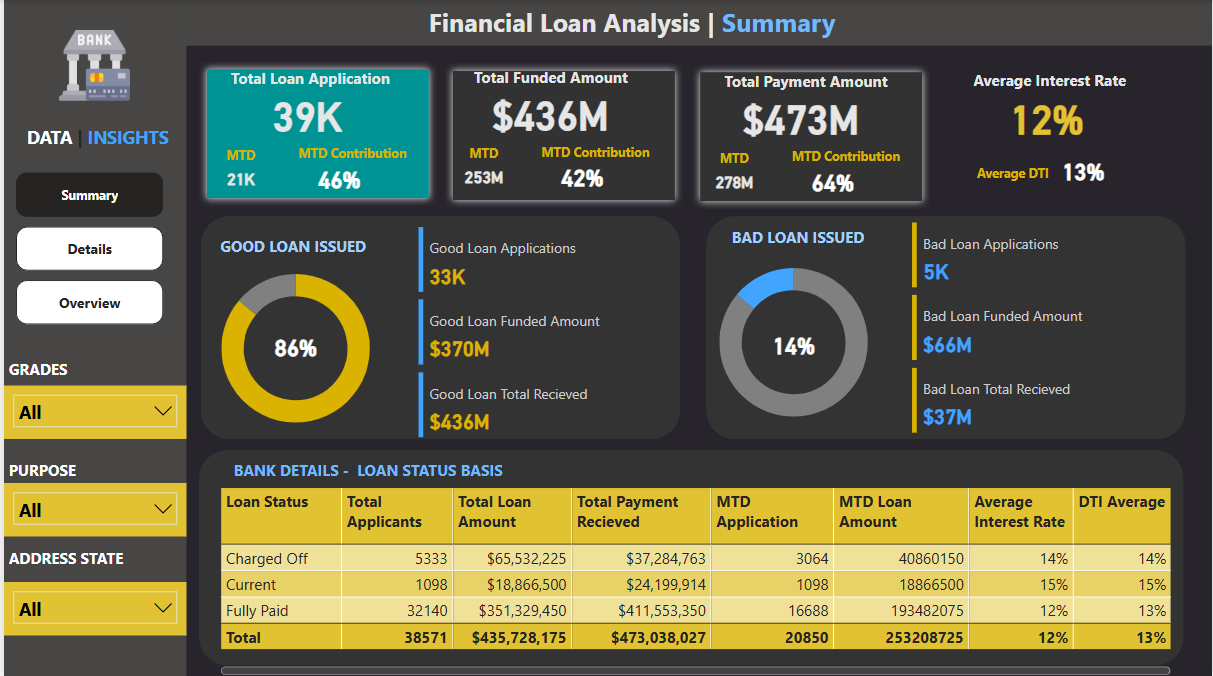 Financial Loan Analysis | Summary
BANK
DATA | INSIGHTS
Summary
Details
Overview
GRADES
All
PURPOSE
All
ADDRESS STATE
All
Total Loan Application
39K
MTD MTD Contribution
21K 46%
Total Funded Amount
$436M
MTD MTD Contribution
253M 42%
Total Payment Amount
$473M
MTD MTD Contribution
278M 64%
Average Interest Rate
12%
Average DTI 13%
GOOD LOAN ISSUED
86%
Good Loan Applications
33K
Good Loan Funded Amount
$370M
Good Loan Total Recieved
$436M
BAD LOAN ISSUED
14%
Bad Loan Applications
5K
Bad Loan Funded Amount
$66M
Bad Loan Total Recieved
$37M
BANK DETAILS - LOAN STATUS BASIS
Loan Status Total Applicants Total Loan Amount Total Payment Recieved MTD Application MTD Loan Amount Average Interest Rate DTI Average
Charged Off 5333 $65,532,225 $37,284,763 3064 40860150 14% 14%
Current 1098 $18,866,500 $24,199,914 1098 18866500 15% 15%
Fully Paid 32140 $351,329,450 $411,553,350 16688 193482075 12% 13%
Total 38571 $435,728,175 $473,038,027 20850 253208725 12% 13%